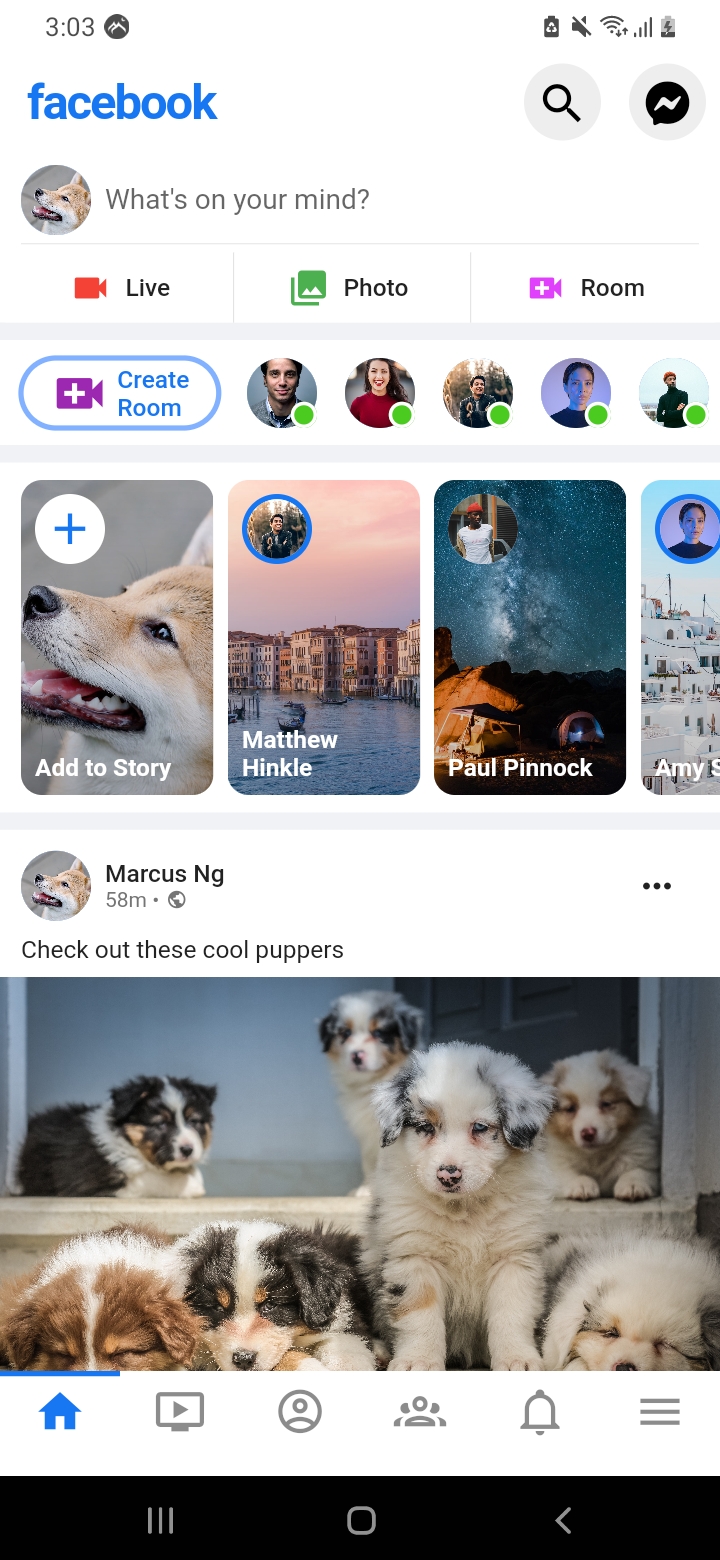 3:03
facebook
What's on your mind?
Live
Photo
Room
Create
Room
Add to Story
Matthew
Hinkle
Paul Pinnock
Amy S
Marcus Ng
58m •
Check out these cool puppers